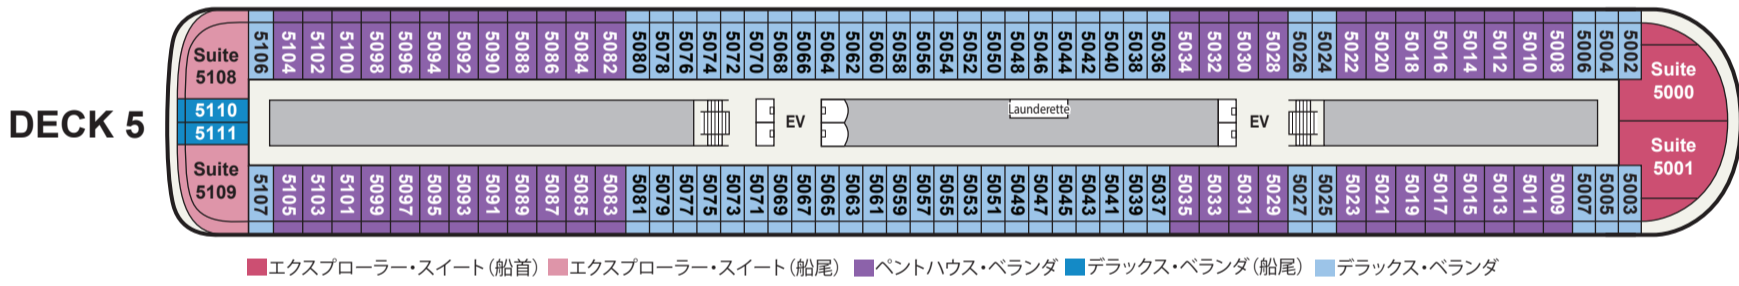 DECK 5
Suite
5108
5106 5104 5102 5100 5098 5096 5094 5092 5090 5088 5086 5084 5082 5080 5078 5076 5074 5072 5070 5068 5066 5064 5062 5060 5058 5056 5054 5052 5050 5048 5046 5044 5042 5040 5038 5036 5034 5032 5030 5028 5026 5024 5022 5020 5018 5016 5014 5012 5010 5008 5006 5004 5002
Suite
5000
5110
5111
EV
Launderette
EV
Suite
5109
5107 5105 5103 5101 5099 5097 5095 5093 5091 5089 5087 5085 5083 5081 5079 5077 5075 5073 5071 5069 5067 5065 5063 5061 5059 5057 5055 5053 5051 5049 5047 5045 5043 5041 5039 5037 5035 5033 5031 5029 5027 5025 5023 5021 5019 5017 5015 5013 5011 5009 5007 5005 5003
Suite
5001
エクスプローラー・スイート（船首） エクスプローラー・スイート（船尾） ペントハウス・ベランダ デラックス・ベランダ（船尾） デラックス・ベランダ